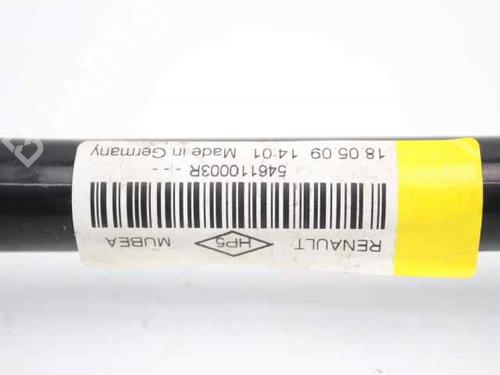 RENAULT HP5 MUBEA
546110003R - - -
18.05.09 14:01 Made in Germany